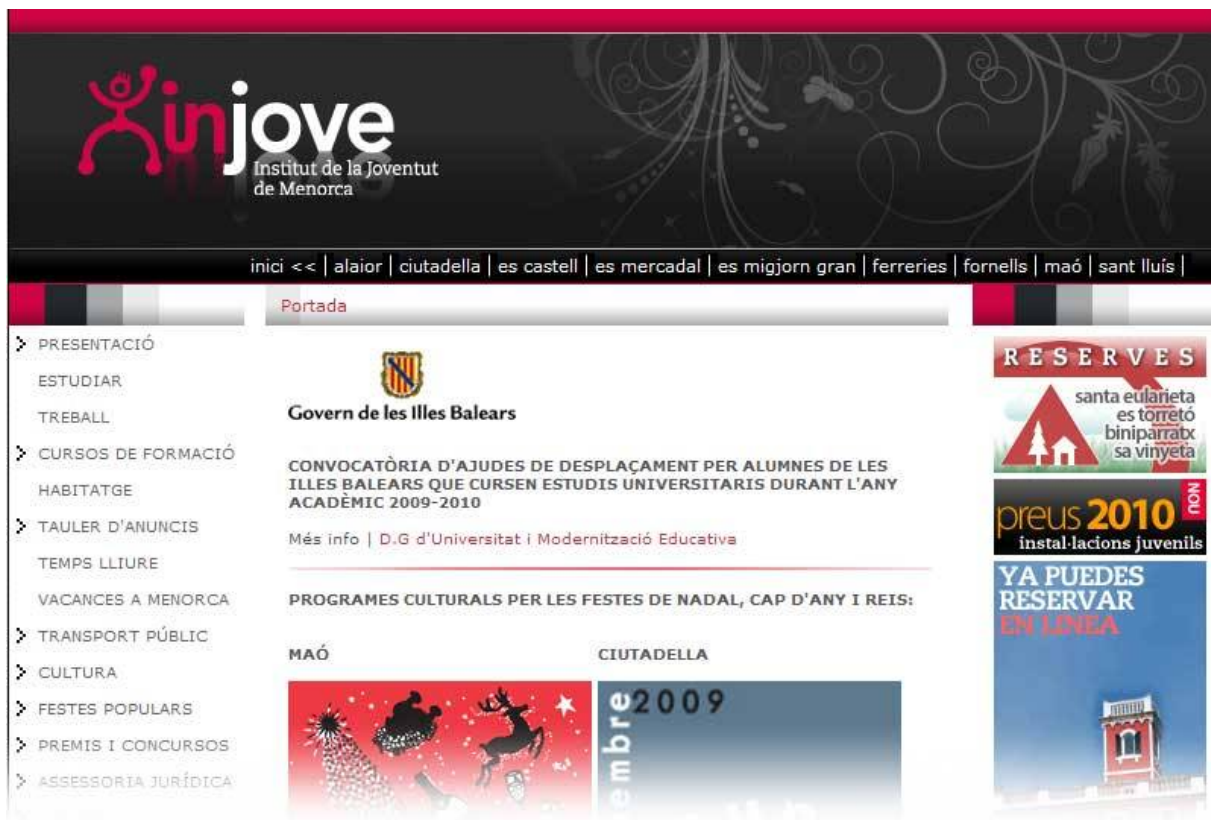 injove
Institut de la Joventut
de Menorca
inici << | alaior | ciutadella | es castell | es mercadal | es migjorn gran | ferreries | fornells | maó | sant lluís |
Portada
PRESENTACIÓ
ESTUDIAR
TREBALL
CURSOS DE FORMACIÓ
HABITATGE
TAULER D'ANUNCIS
TEMPS LLIURE
VACANCES A MENORCA
TRANSPORT PÚBLIC
CULTURA
FESTES POPULARS
PREMIS I CONCURSOS
ASSESSORIA JURÍDICA
Govern de les Illes Balears
CONVOCATÒRIA D'AJUDES DE DESPLAÇAMENT PER ALUMNES DE LES
ILLES BALEARS QUE CURSEN ESTUDIS UNIVERSITARIS DURANT L'ANY
ACADÈMIC 2009-2010
Més info | D.G d'Universitat i Modernització Educativa
PROGRAMES CULTURALS PER LES FESTES DE NADAL, CAP D'ANY I REIS:
MAÓ
CIUTADELLA
2009
RESERVES
santa eularieta
es torretó
biniparratx
sa vinyeta
preus 2010
NOU
instal·lacions juvenils
YA PUEDES
RESERVAR
EN LINEA